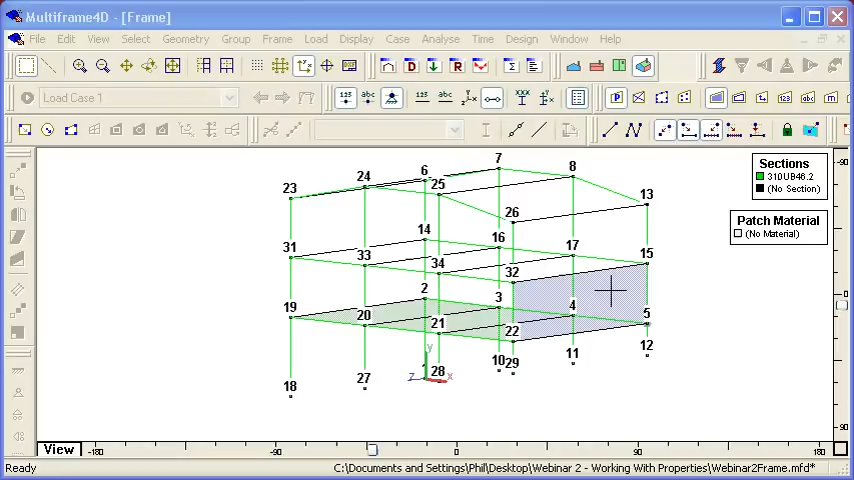 Multiframe4D - [Frame]
File Edit View Select Geometry Group Frame Load Display Case Analyse Time Design Window Help
Load Case 1
Sections
310UB46.2
(No Section)
Patch Material
(No Material)
7
24 6 8
23 25
13
26
14 16
31 17
33 34 15
32
2
19 3 4
20 21 5
22
10 11 12
29
28
27
18
y
z x
View -180 -90 0 90 180
-90
0
90
Ready C:\Documents and Settings\Phil\Desktop\Webinar 2 - Working With Properties\Webinar2Frame.mfd*